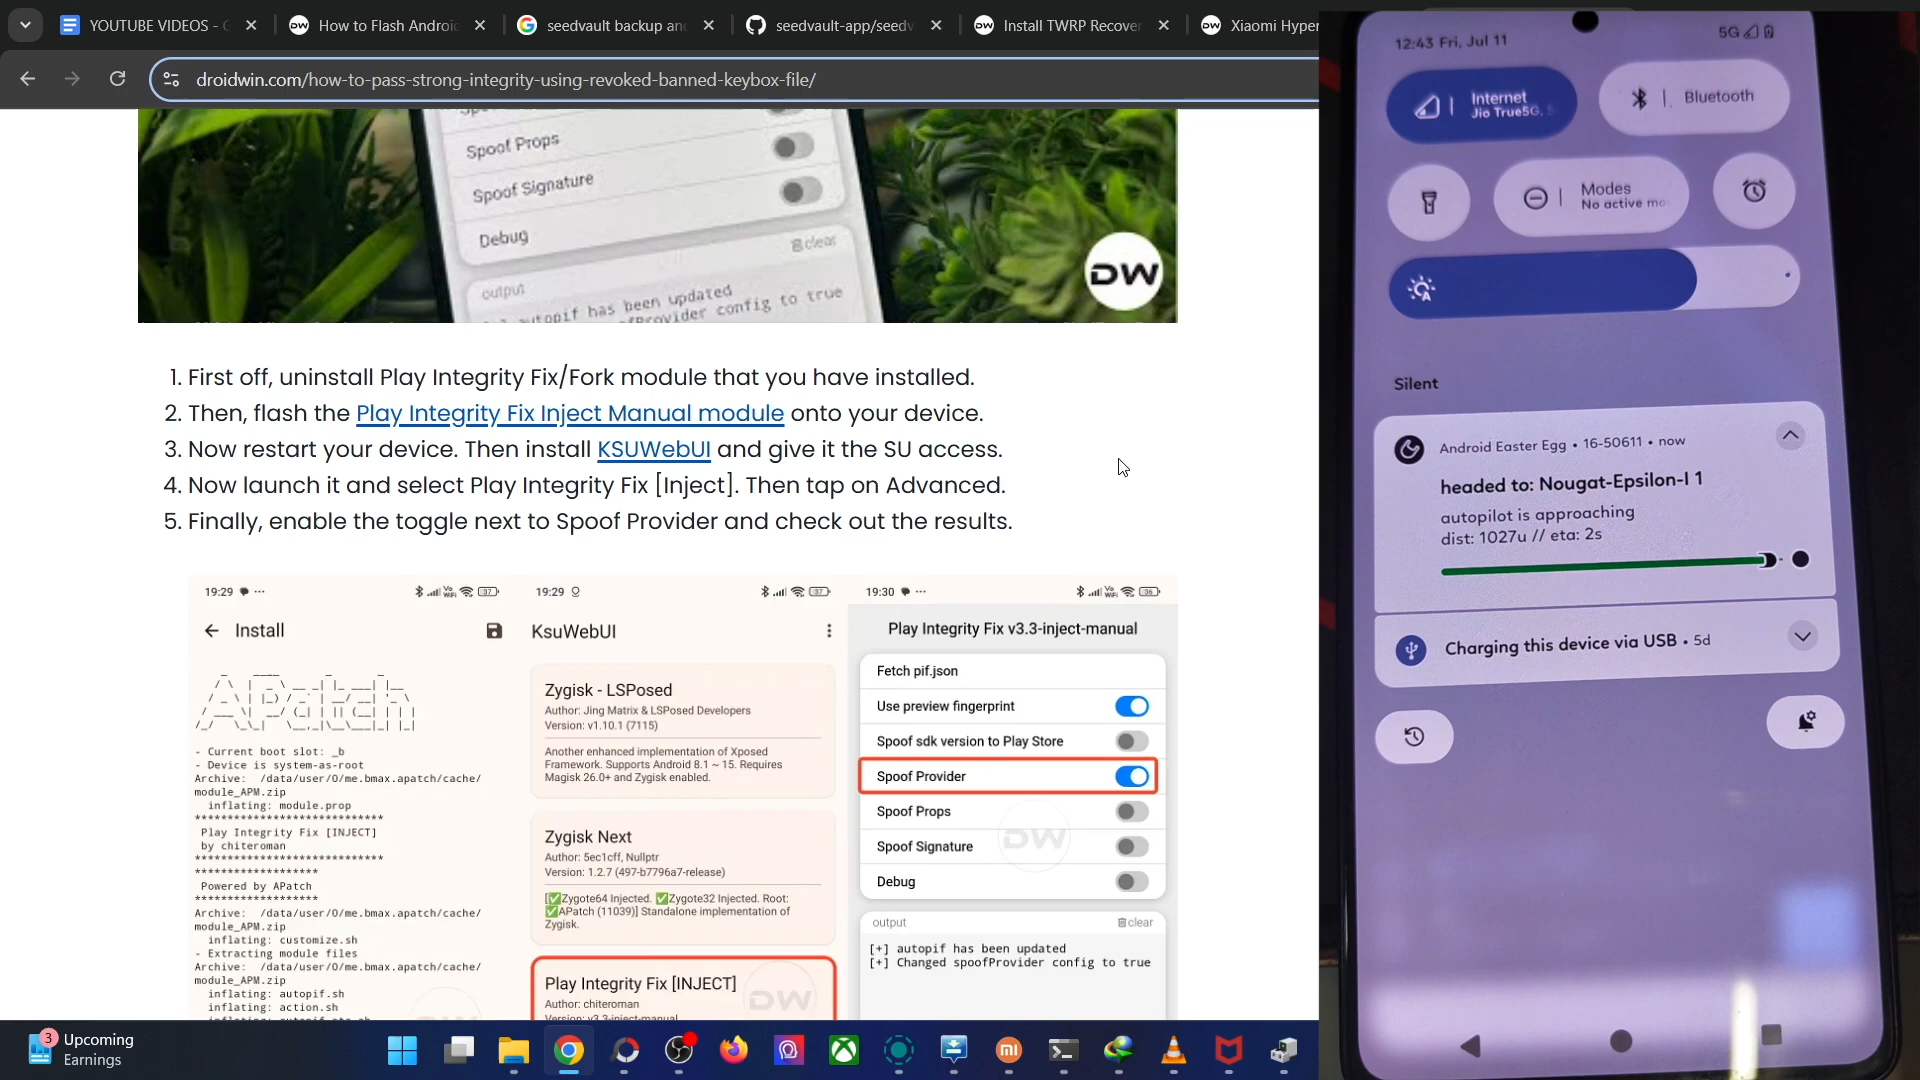 YOUTUBE VIDEOS - G
How to Flash Android
seedvault backup and
seedvault-app/seedv
Install TWRP Recover
Xiaomi Hyper
droidwin.com/how-to-pass-strong-integrity-using-revoked-banned-keybox-file/
Spoof Props
Spoof Signature
Debug
clear
output
autopif has been updated
config to true
DW
1. First off, uninstall Play Integrity Fix/Fork module that you have installed.
2. Then, flash the Play Integrity Fix Inject Manual module onto your device.
3. Now restart your device. Then install KSUWebUI and give it the SU access.
4. Now launch it and select Play Integrity Fix [Inject]. Then tap on Advanced.
5. Finally, enable the toggle next to Spoof Provider and check out the results.
19:29
37
Install
- Current boot slot: _b
- Device is system-as-root
Archive: /data/user/0/me.bmax.apatch/cache/
module_APM.zip
inflating: module.prop
****************************
Play Integrity Fix [INJECT]
by chiteroman
****************************
*******************
Powered by APatch
*******************
Archive: /data/user/0/me.bmax.apatch/cache/
module_APM.zip
inflating: customize.sh
- Extracting module files
Archive: /data/user/0/me.bmax.apatch/cache/
module_APM.zip
inflating: autopif.sh
inflating: action.sh
19:29
37
KsuWebUI
Zygisk - LSPosed
Author: Jing Matrix & LSPosed Developers
Version: v1.10.1 (7115)
Another enhanced implementation of Xposed
Framework. Supports Android 8.1 ~ 15. Requires
Magisk 26.0+ and Zygisk enabled.
Zygisk Next
Author: 5ec1cff, Nullptr
Version: 1.2.7 (497-b7796a7-release)
[✅Zygote64 Injected. ✅Zygote32 Injected. Root:
✅APatch (11039)] Standalone implementation of
Zygisk.
Play Integrity Fix [INJECT]
Author: chiteroman
Version: v3.3-inject-manual
DW
19:30
36
Play Integrity Fix v3.3-inject-manual
Fetch pif.json
Use preview fingerprint
Spoof sdk version to Play Store
Spoof Provider
Spoof Props
Spoof Signature
DW
Debug
output
clear
[+] autopif has been updated
[+] Changed spoofProvider config to true
3
Upcoming
Earnings
12:43 Fri, Jul 11
5G
Internet
Jio True5G,
Bluetooth
Modes
No active mo
Silent
Android Easter Egg • 16-50611 • now
headed to: Nougat-Epsilon-I 1
autopilot is approaching
dist: 1027u // eta: 2s
Charging this device via USB • 5d